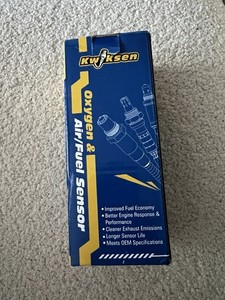 Kwiksen
Oxygen &
Air/Fuel Sensor
• Improved Fuel Economy
• Better Engine Response &
Performance
• Cleaner Exhaust Emissions
• Longer Sensor Life
• Meets OEM Specifications